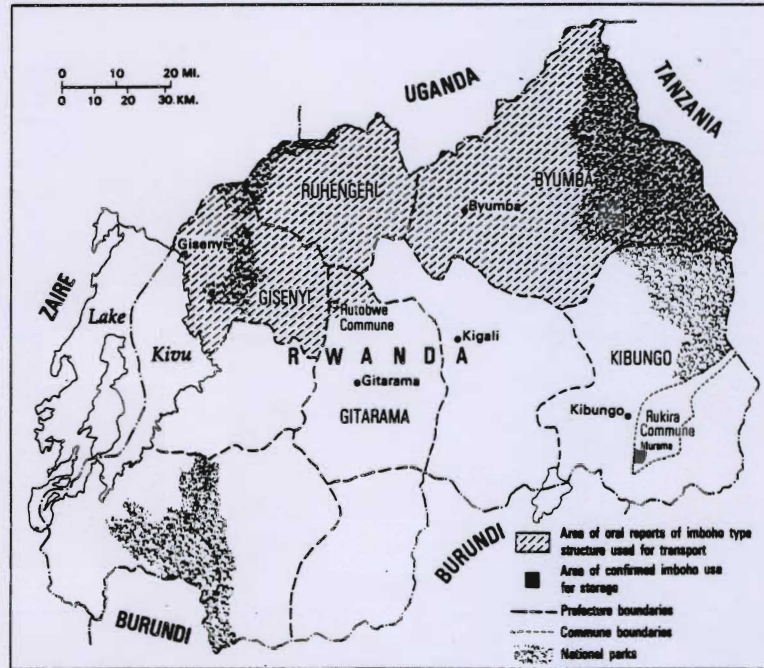 0 10 20 MI.
0 10 20 30 KM.
UGANDA
TANZANIA
RUHENGERI
BYUMBA
Byumba
Gisenyi
ZAIRE
GISENYI
Lake
Kivu
Rutobwe
Commune
Kigali
RWANDA
KIBUNGO
Gitarama
GITARAMA
Kibungo
Rukira
Commune
Murama
BURUNDI
BURUNDI
Area of oral reports of imboho type
structure used for transport
Area of confirmed imboho use
for storage
Prefecture boundaries
Commune boundaries
National parks